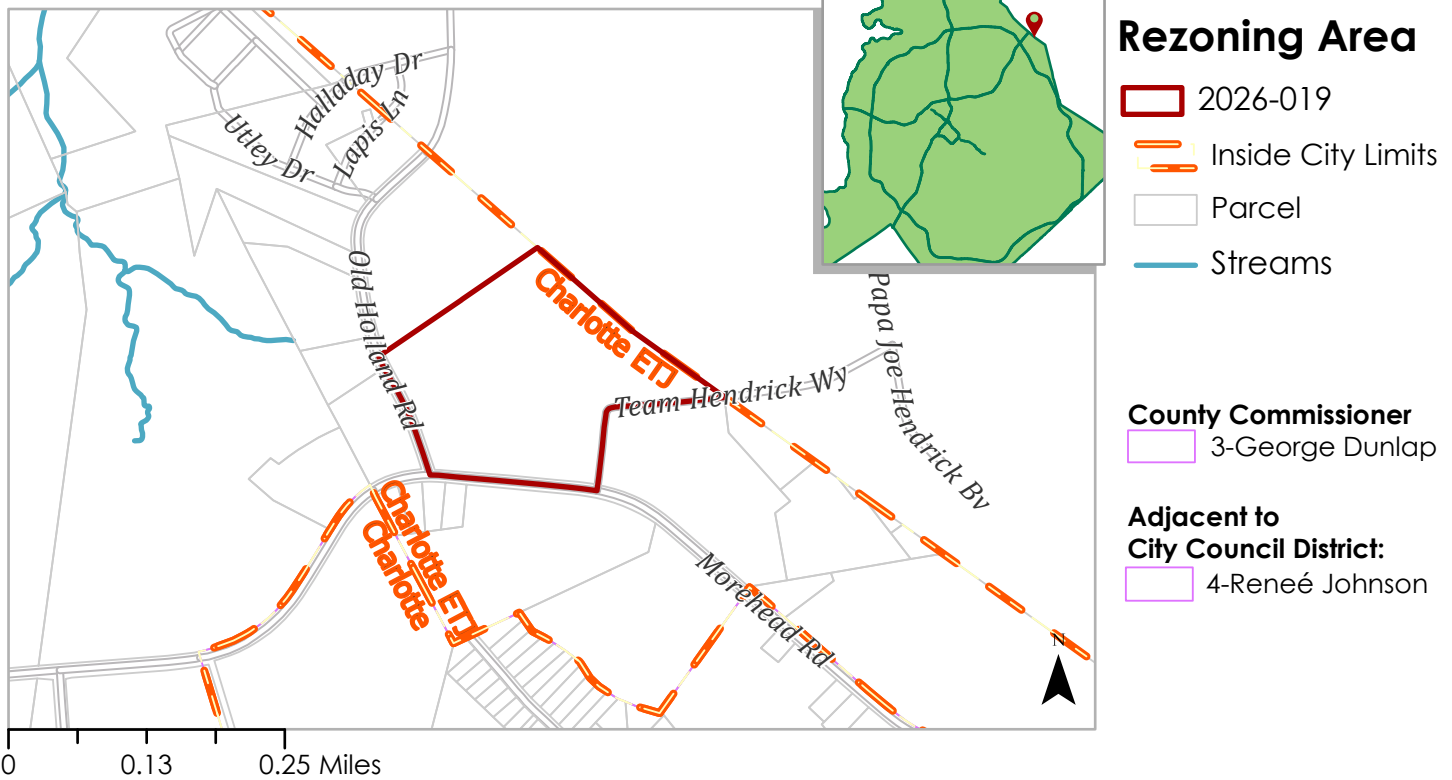 Rezoning Area
2026-019
Inside City Limits
Parcel
Streams
County Commissioner
3-George Dunlap
Adjacent to
City Council District:
4-Reneé Johnson
Halladay Dr
Utley Dr
Lapis Ln
Old Holland Rd
Charlotte ETJ
Team Hendrick Wy
Papa Joe Hendrick Bv
Charlotte ETJ
Charlotte
Morehead Rd
N
0
0.13
0.25 Miles